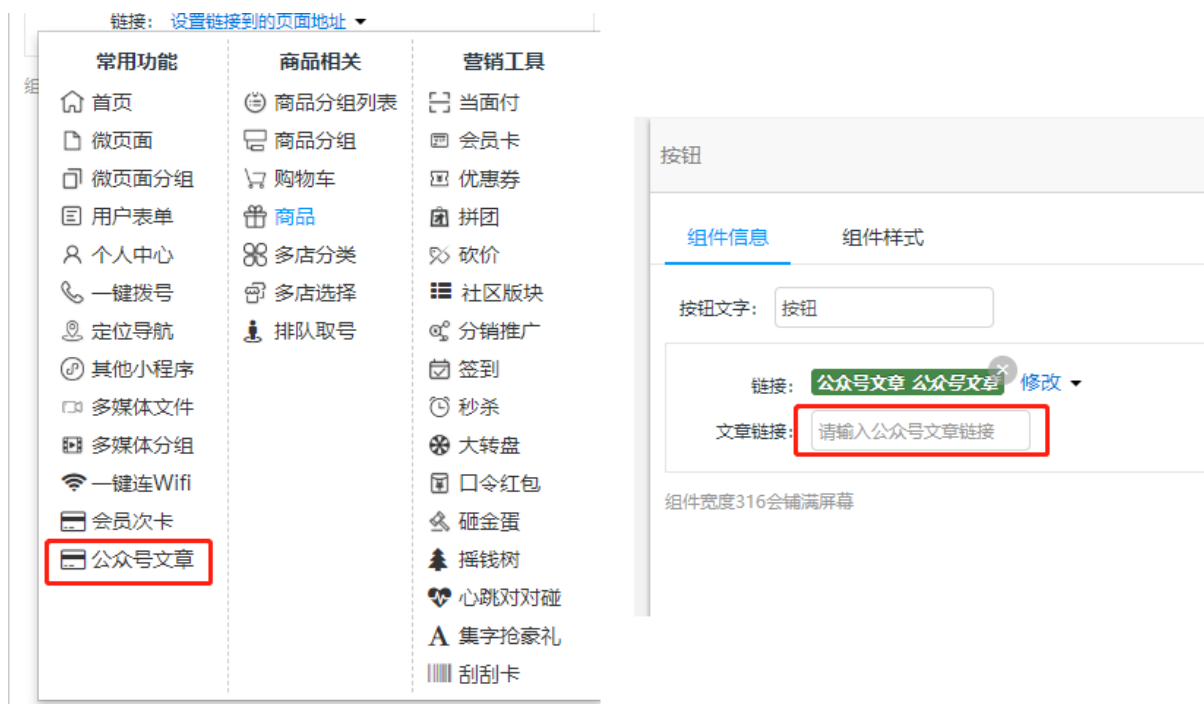 链接： 设置链接到的页面地址
常用功能
首页
微页面
微页面分组
用户表单
个人中心
一键拨号
定位导航
其他小程序
多媒体文件
多媒体分组
一键连Wifi
会员次卡
公众号文章
商品相关
商品分组列表
商品分组
购物车
商品
多店分类
多店选择
排队取号
营销工具
当面付
会员卡
优惠券
拼团
砍价
社区版块
分销推广
签到
秒杀
大转盘
口令红包
砸金蛋
摇钱树
心跳对对碰
集字抢豪礼
刮刮卡
组
按钮
组件信息 组件样式
按钮文字： 按钮
链接： 公众号文章 公众号文章 修改
文章链接： 请输入公众号文章链接
组件宽度316会铺满屏幕